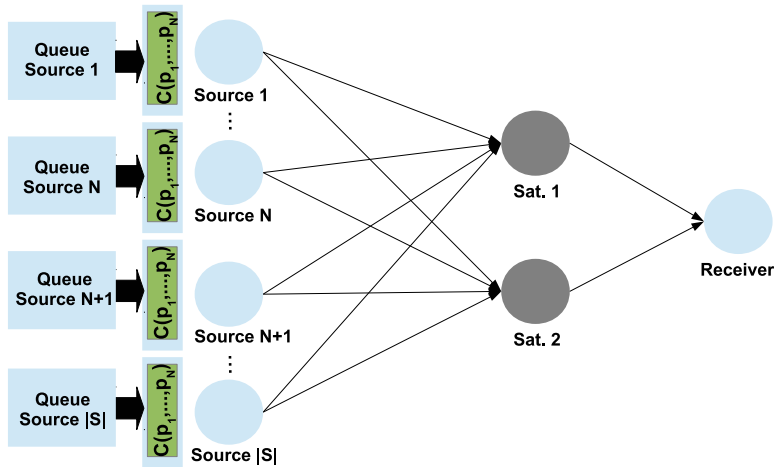 Queue
Source 1
C(p1,...,pN)
Source 1
...
Queue
Source N
C(p1,...,pN)
Source N
Queue
Source N+1
C(p1,...,pN)
Source N+1
...
Queue
Source |S|
C(p1,...,pN)
Source |S|
Sat. 1
Sat. 2
Receiver